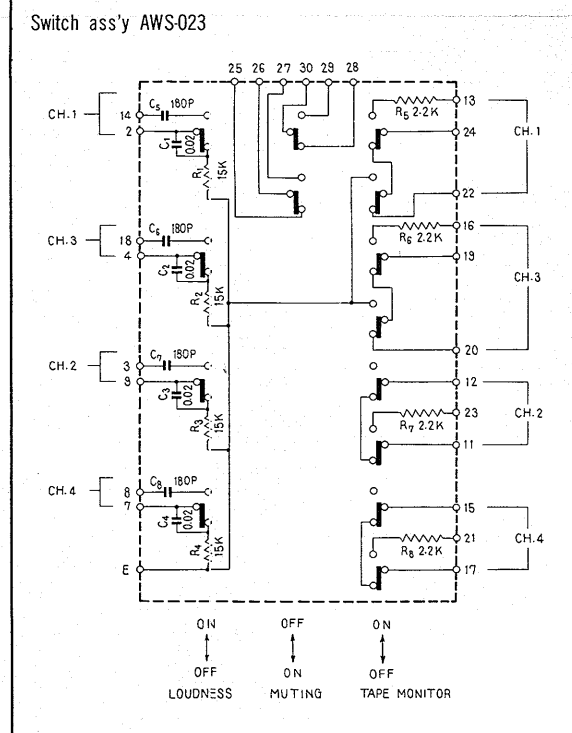 Switch ass'y AWS-023
25 26 27 30 29 28
CH.1
14
C5 180P
2
C1
0.02
R1
15K
R5 2.2K
13
24
CH.1
22
CH.3
18
C6 180P
4
C2
0.02
R2
15K
R6 2.2K
16
19
CH.3
20
CH.2
3
C7 180P
9
C3
0.02
R3
15K
12
23
R7 2.2K
11
CH.2
CH.4
8
C8 180P
7
C4
0.02
R4
15K
E
15
21
R8 2.2K
17
CH.4
ON OFF ON
OFF ON OFF
LOUDNESS MUTING TAPE MONITOR